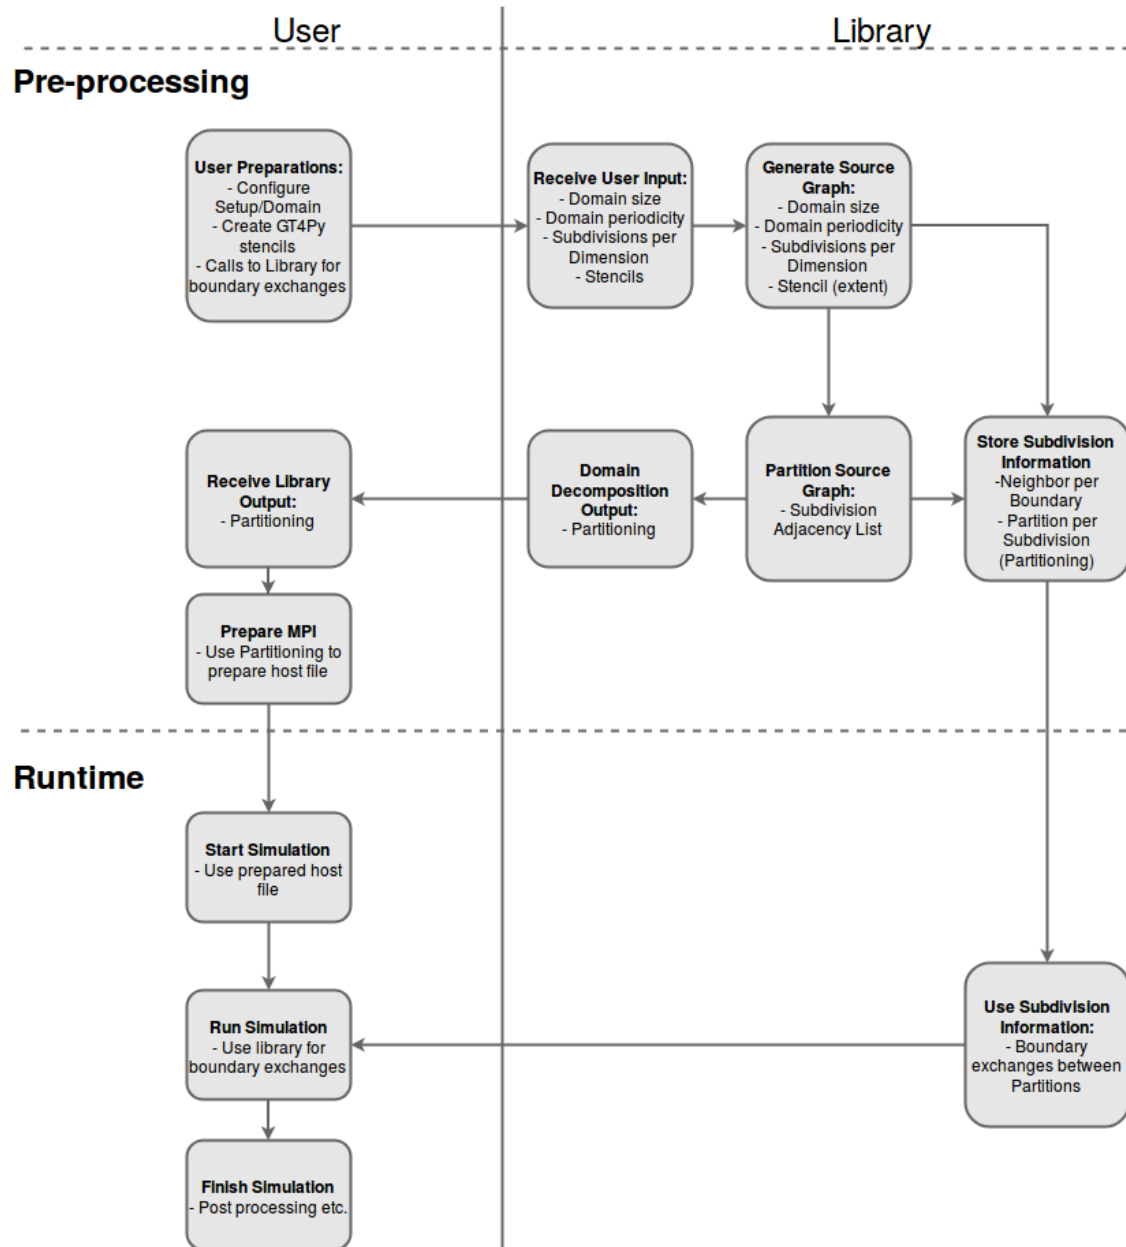 User
Library
Pre-processing
User Preparations:
- Configure
Setup/Domain
- Create GT4Py
stencils
- Calls to Library for
boundary exchanges
Receive User Input:
- Domain size
- Domain periodicity
- Subdivisions per
Dimension
- Stencils
Generate Source
Graph:
- Domain size
- Domain periodicity
- Subdivisions per
Dimension
- Stencil (extent)
Receive Library
Output:
- Partitioning
Domain
Decomposition
Output:
- Partitioning
Partition Source
Graph:
- Subdivision
Adjacency List
Store Subdivision
Information
-Neighbor per
Boundary
- Partition per
Subdivision
(Partitioning)
Prepare MPI
- Use Partitioning to
prepare host file
Runtime
Start Simulation
- Use prepared host
file
Run Simulation
- Use library for
boundary exchanges
Use Subdivision
Information:
- Boundary
exchanges between
Partitions
Finish Simulation
- Post processing etc.